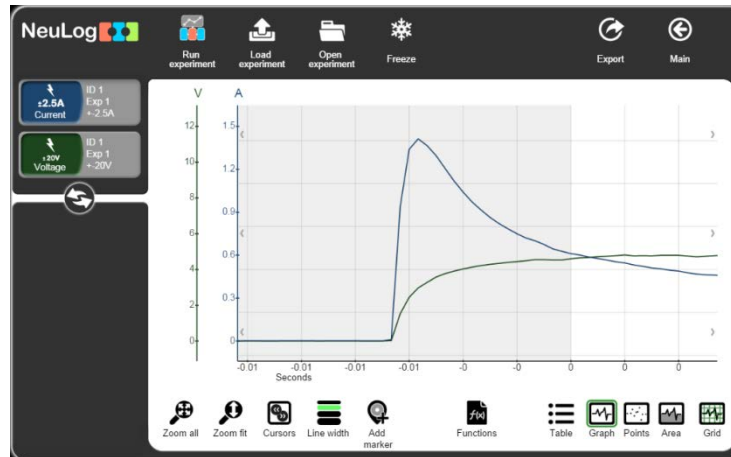 NeuLog
Run
experiment
Load
experiment
Open
experiment
Freeze
Export
Main
±2.5A
Current
ID 1
Exp 1
+-2.5A
±20V
Voltage
ID 1
Exp 1
+-20V
V
A
12
10
8
6
4
2
0
1.5
1.2
0.9
0.6
0.3
0
-0.01 -0.01 -0.01 -0.01 -0 -0 0 0 0
Seconds
Zoom all
Zoom fit
Cursors
Line width
Add
marker
f(x)
Functions
Table
Graph
Points
Area
Grid